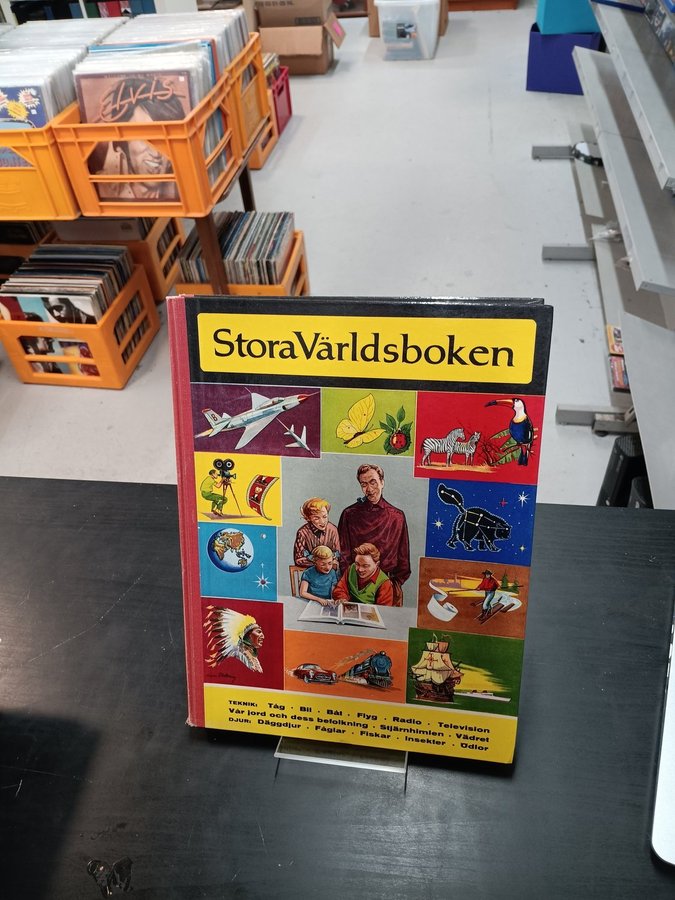 ELVIS
StoraVärldsboken
TEKNIK: Tåg · Bil · Båt · Flyg · Radio · Television
Vår jord och dess befolkning · Stjärnhimlen · Vädret
DJUR: Däggdjur · Fåglar · Fiskar · Insekter · Ödlor